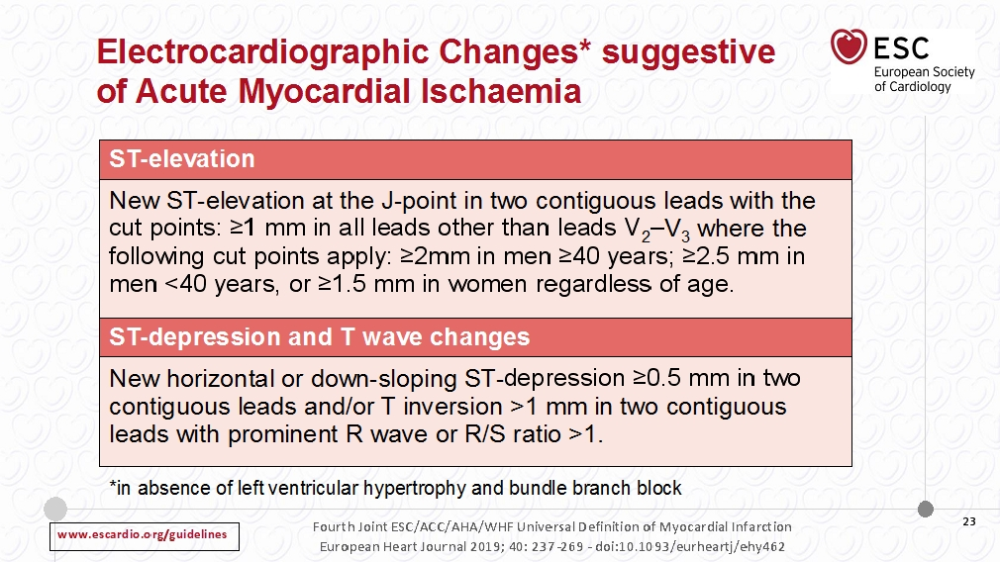 Electrocardiographic Changes* suggestive
of Acute Myocardial Ischaemia
ESC
European Society
of Cardiology
ST-elevation
New ST-elevation at the J-point in two contiguous leads with the
cut points: ≥1 mm in all leads other than leads V2–V3 where the
following cut points apply: ≥2mm in men ≥40 years; ≥2.5 mm in
men <40 years, or ≥1.5 mm in women regardless of age.
ST-depression and T wave changes
New horizontal or down-sloping ST-depression ≥0.5 mm in two
contiguous leads and/or T inversion >1 mm in two contiguous
leads with prominent R wave or R/S ratio >1.
*in absence of left ventricular hypertrophy and bundle branch block
www.escardio.org/guidelines
Fourth Joint ESC/ACC/AHA/WHF Universal Definition of Myocardial Infarction
European Heart Journal 2019; 40: 237-269 - doi:10.1093/eurheartj/ehy462
23